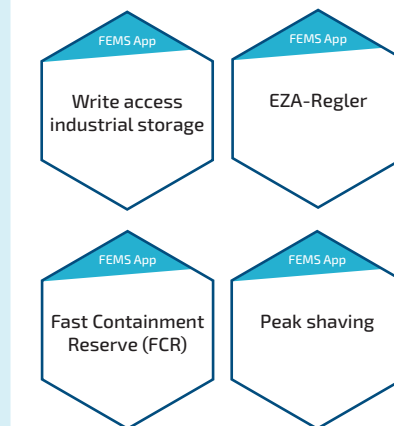 FEMS App
Write access
industrial storage
FEMS App
EZA-Regler
FEMS App
Fast Containment
Reserve (FCR)
FEMS App
Peak shaving